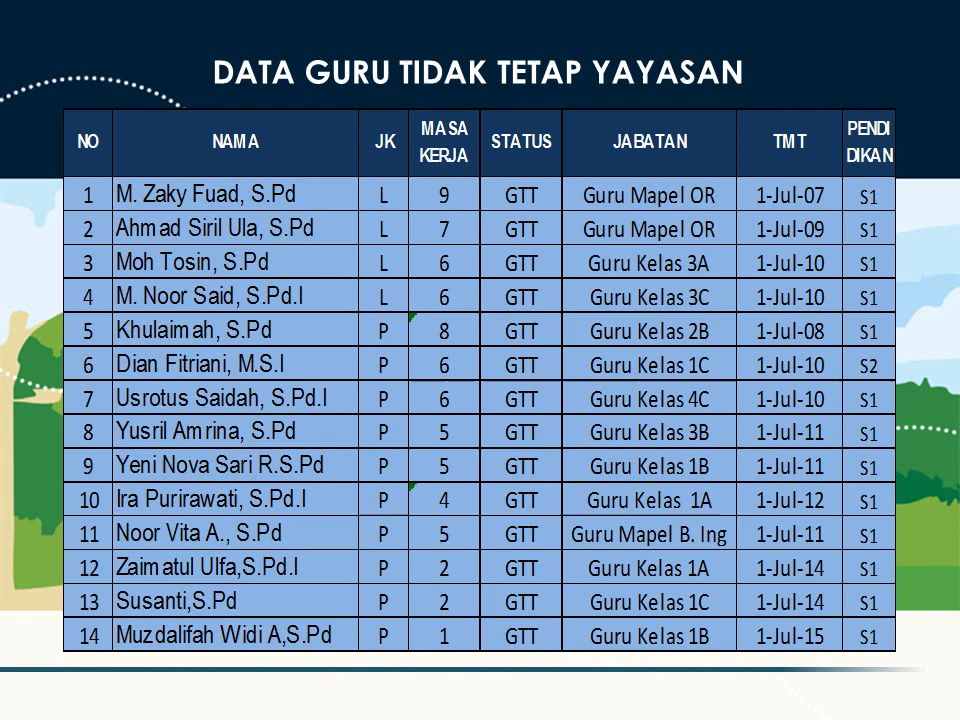 DATA GURU TIDAK TETAP YAYASAN
NO NAMA JK MASA KERJA STATUS JABATAN TMT PENDI DIKAN
1 M. Zaky Fuad, S.Pd L 9 GTT Guru Mapel OR 1-Jul-07 S1
2 Ahmad Siril Ula, S.Pd L 7 GTT Guru Mapel OR 1-Jul-09 S1
3 Moh Tosin, S.Pd L 6 GTT Guru Kelas 3A 1-Jul-10 S1
4 M. Noor Said, S.Pd.I L 6 GTT Guru Kelas 3C 1-Jul-10 S1
5 Khulaimah, S.Pd P 8 GTT Guru Kelas 2B 1-Jul-08 S1
6 Dian Fitriani, M.S.I P 6 GTT Guru Kelas 1C 1-Jul-10 S2
7 Usrotus Saidah, S.Pd.I P 6 GTT Guru Kelas 4C 1-Jul-10 S1
8 Yusril Amrina, S.Pd P 5 GTT Guru Kelas 3B 1-Jul-11 S1
9 Yeni Nova Sari R.S.Pd P 5 GTT Guru Kelas 1B 1-Jul-11 S1
10 Ira Purirawati, S.Pd.I P 4 GTT Guru Kelas 1A 1-Jul-12 S1
11 Noor Vita A., S.Pd P 5 GTT Guru Mapel B. Ing 1-Jul-11 S1
12 Zaimatul Ulfa,S.Pd.I P 2 GTT Guru Kelas 1A 1-Jul-14 S1
13 Susanti,S.Pd P 2 GTT Guru Kelas 1C 1-Jul-14 S1
14 Muzdalifah Widi A,S.Pd P 1 GTT Guru Kelas 1B 1-Jul-15 S1